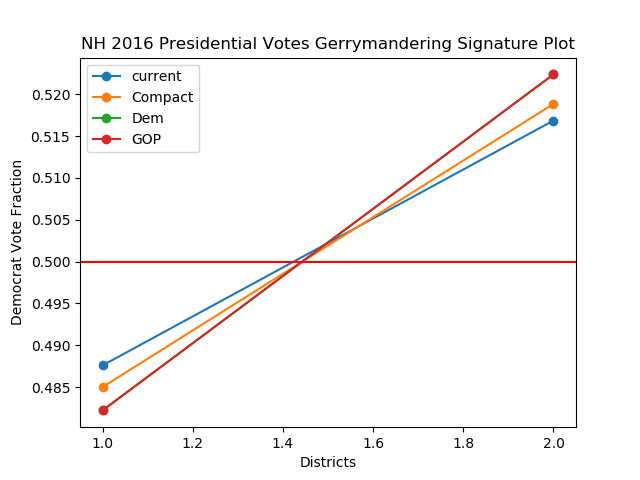 NH 2016 Presidential Votes Gerrymandering Signature Plot
current
Compact
Dem
GOP
0.520
0.515
0.510
0.505
0.500
0.495
0.490
0.485
Democrat Vote Fraction
1.0 1.2 1.4 1.6 1.8 2.0
Districts